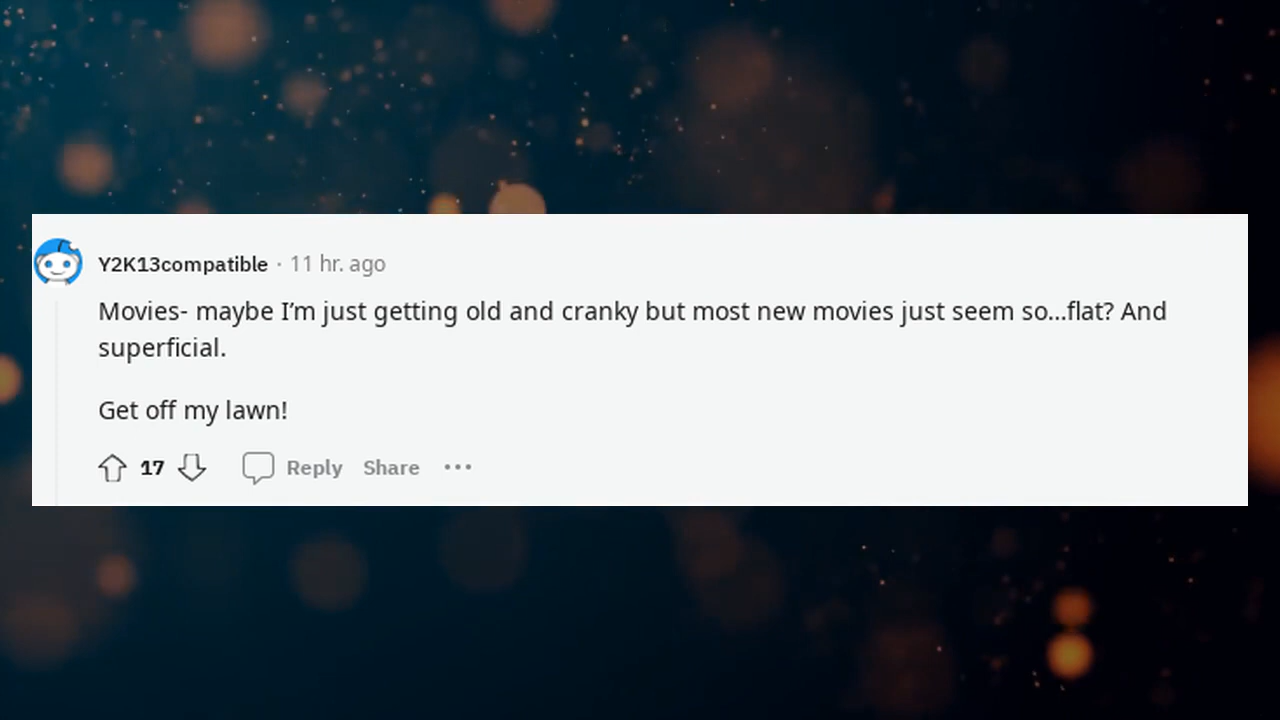 Y2K13compatible · 11 hr. ago
Movies- maybe I’m just getting old and cranky but most new movies just seem so...flat? And
superficial.
Get off my lawn!
17 Reply Share ···